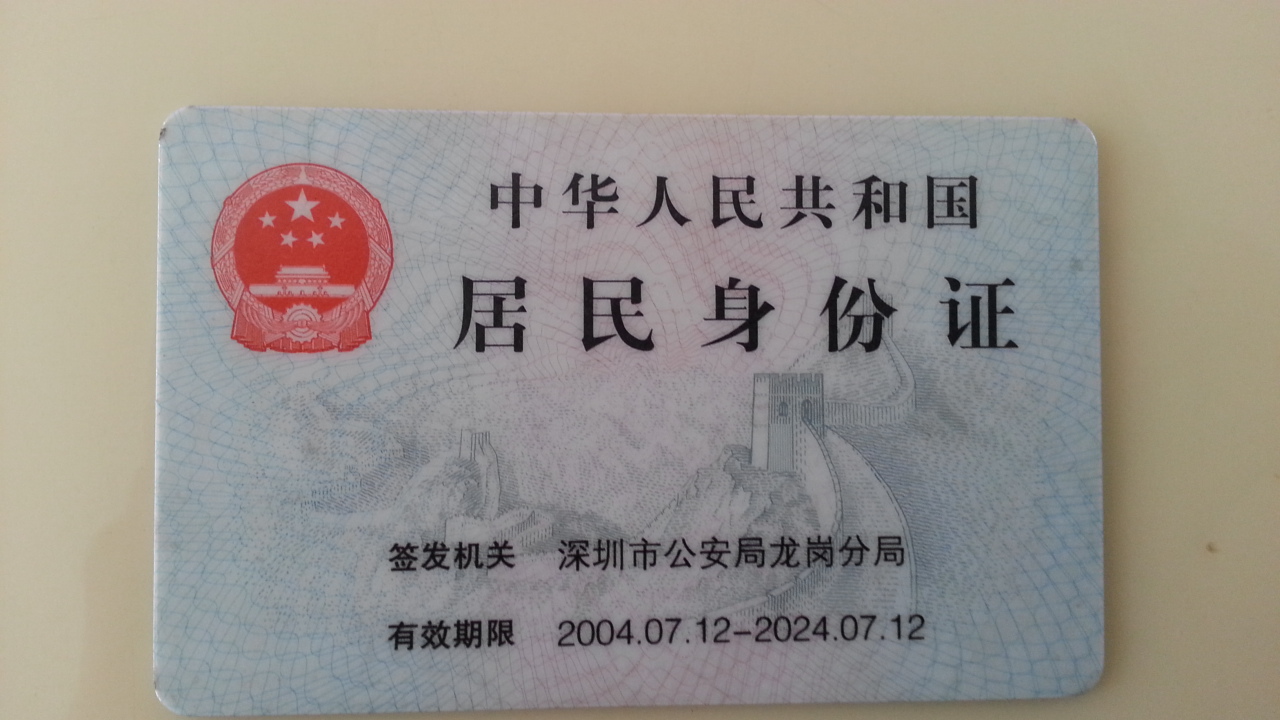 中华人民共和国
居民身份证
签发机关 深圳市公安局龙岗分局
有效期限 2004.07.12-2024.07.12